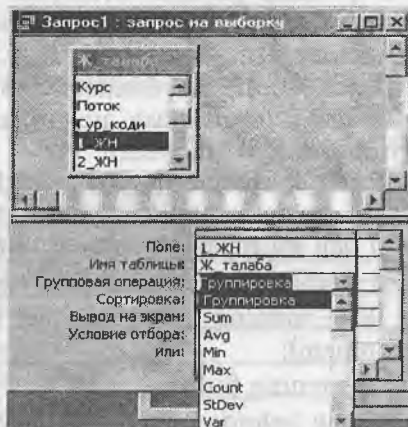 Запрос1 : запрос на выборку
Ж_талаба
Курс
Поток
Гур_коди
1_ЖН
2_ЖН
Поле: 1_ЖН
Имя таблицы: Ж_талаба
Групповая операция: Группировка
Сортировка: Группировка
Вывод на экран: Sum
Условие отбора: Avg
или: Min
Max
Count
StDev
Var